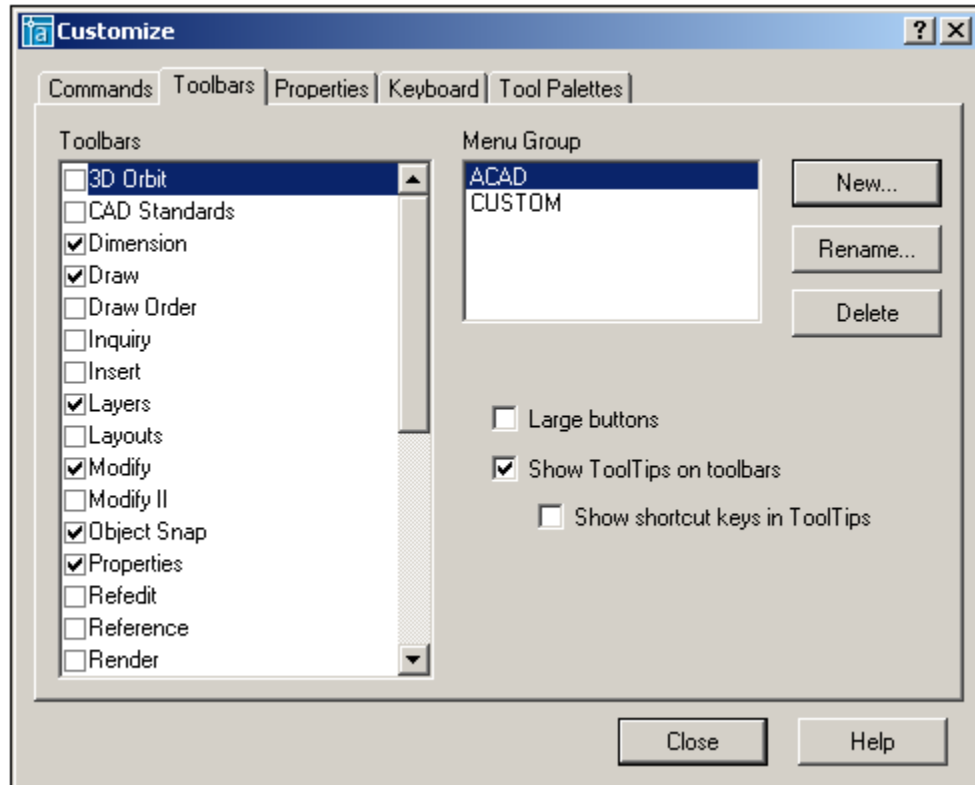 Customize
Commands Toolbars Properties Keyboard Tool Palettes
Toolbars
3D Orbit
CAD Standards
Dimension
Draw
Draw Order
Inquiry
Insert
Layers
Layouts
Modify
Modify II
Object Snap
Properties
Refedit
Reference
Render
Menu Group
ACAD
CUSTOM
New...
Rename...
Delete
Large buttons
Show ToolTips on toolbars
Show shortcut keys in ToolTips
Close
Help